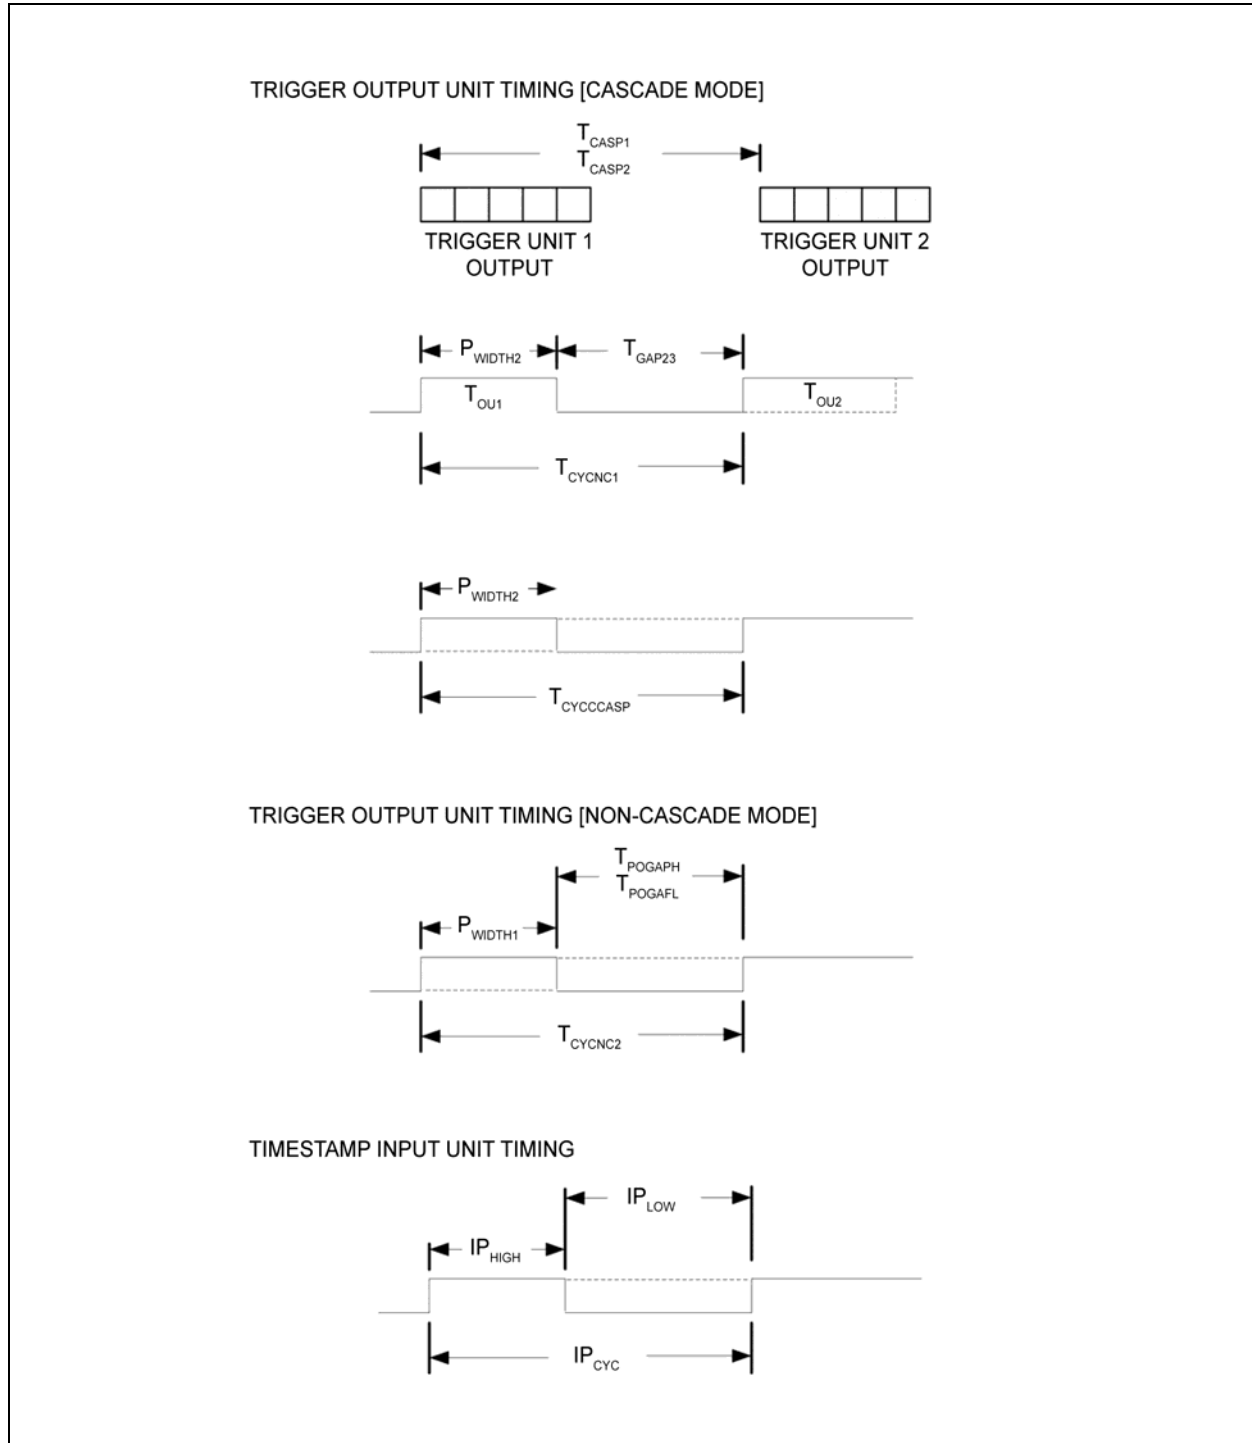 TRIGGER OUTPUT UNIT TIMING [CASCADE MODE]
TCASP1
TCASP2
TRIGGER UNIT 1
OUTPUT
TRIGGER UNIT 2
OUTPUT
PWIDTH2
TGAP23
TOU1
TOU2
TCYCNC1
PWIDTH2
TCYCCCASP
TRIGGER OUTPUT UNIT TIMING [NON-CASCADE MODE]
TPOGAPH
TPOGAFL
PWIDTH1
TCYCNC2
TIMESTAMP INPUT UNIT TIMING
IPLOW
IPHIGH
IPCYC